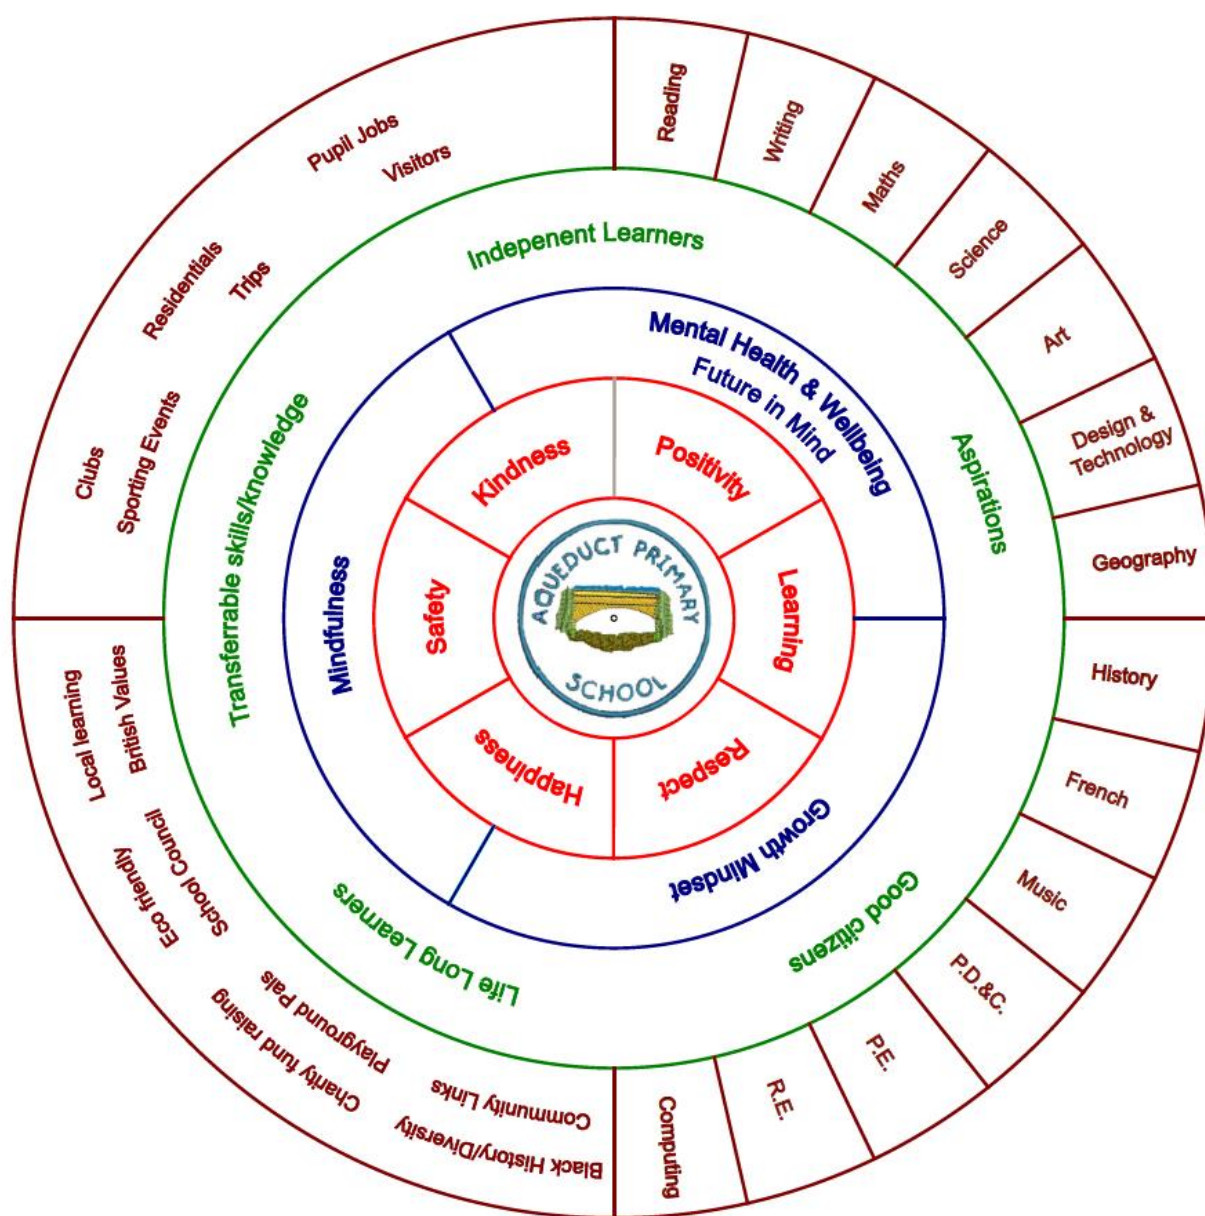 Reading
Writing
Maths
Science
Art
Design &
Technology
Geography
History
French
Music
P.D.&C.
P.E.
R.E.
Computing
Black History/Diversity
Community Links
Charity fund raising
Playground Pals
Eco friendly
School Council
Local learning
British Values
Clubs
Sporting Events
Residentials
Trips
Pupil Jobs
Visitors
Indepenent Learners
Aspirations
Good citizens
Life Long Learners
Transferrable skills/knowledge
Mental Health & Wellbeing
Future in Mind
Growth Mindset
Mindfulness
Positivity
Learning
Respect
Happiness
Safety
Kindness
AQUEDUCT PRIMARY
SCHOOL